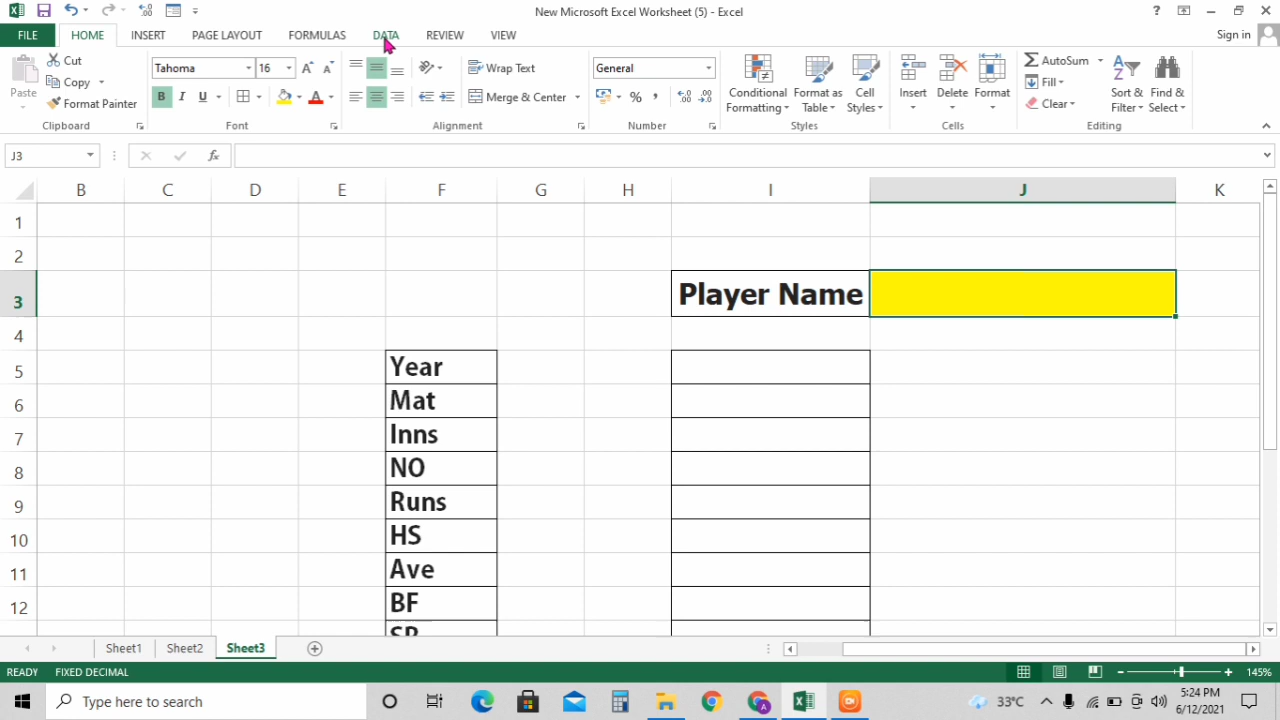 New Microsoft Excel Worksheet (5) - Excel
?
FILE HOME INSERT PAGE LAYOUT FORMULAS DATA REVIEW VIEW Sign in
Paste
Cut
Copy
Format Painter
Clipboard
Tahoma 16
B I U
A
Font
Wrap Text
Merge & Center
Alignment
General
%
Number
Conditional Formatting
Format as Table
Cell Styles
Styles
Insert
Delete
Format
Cells
AutoSum
Fill
Clear
Sort & Filter
Find & Select
Editing
J3 fx
B C D E F G H I J K
1
2
3 Player Name
4
5 Year
6 Mat
7 Inns
8 NO
9 Runs
10 HS
11 Ave
12 BF
SR
Sheet1 Sheet2 Sheet3
READY FIXED DECIMAL 145%
Type here to search
33°C
5:24 PM
6/12/2021